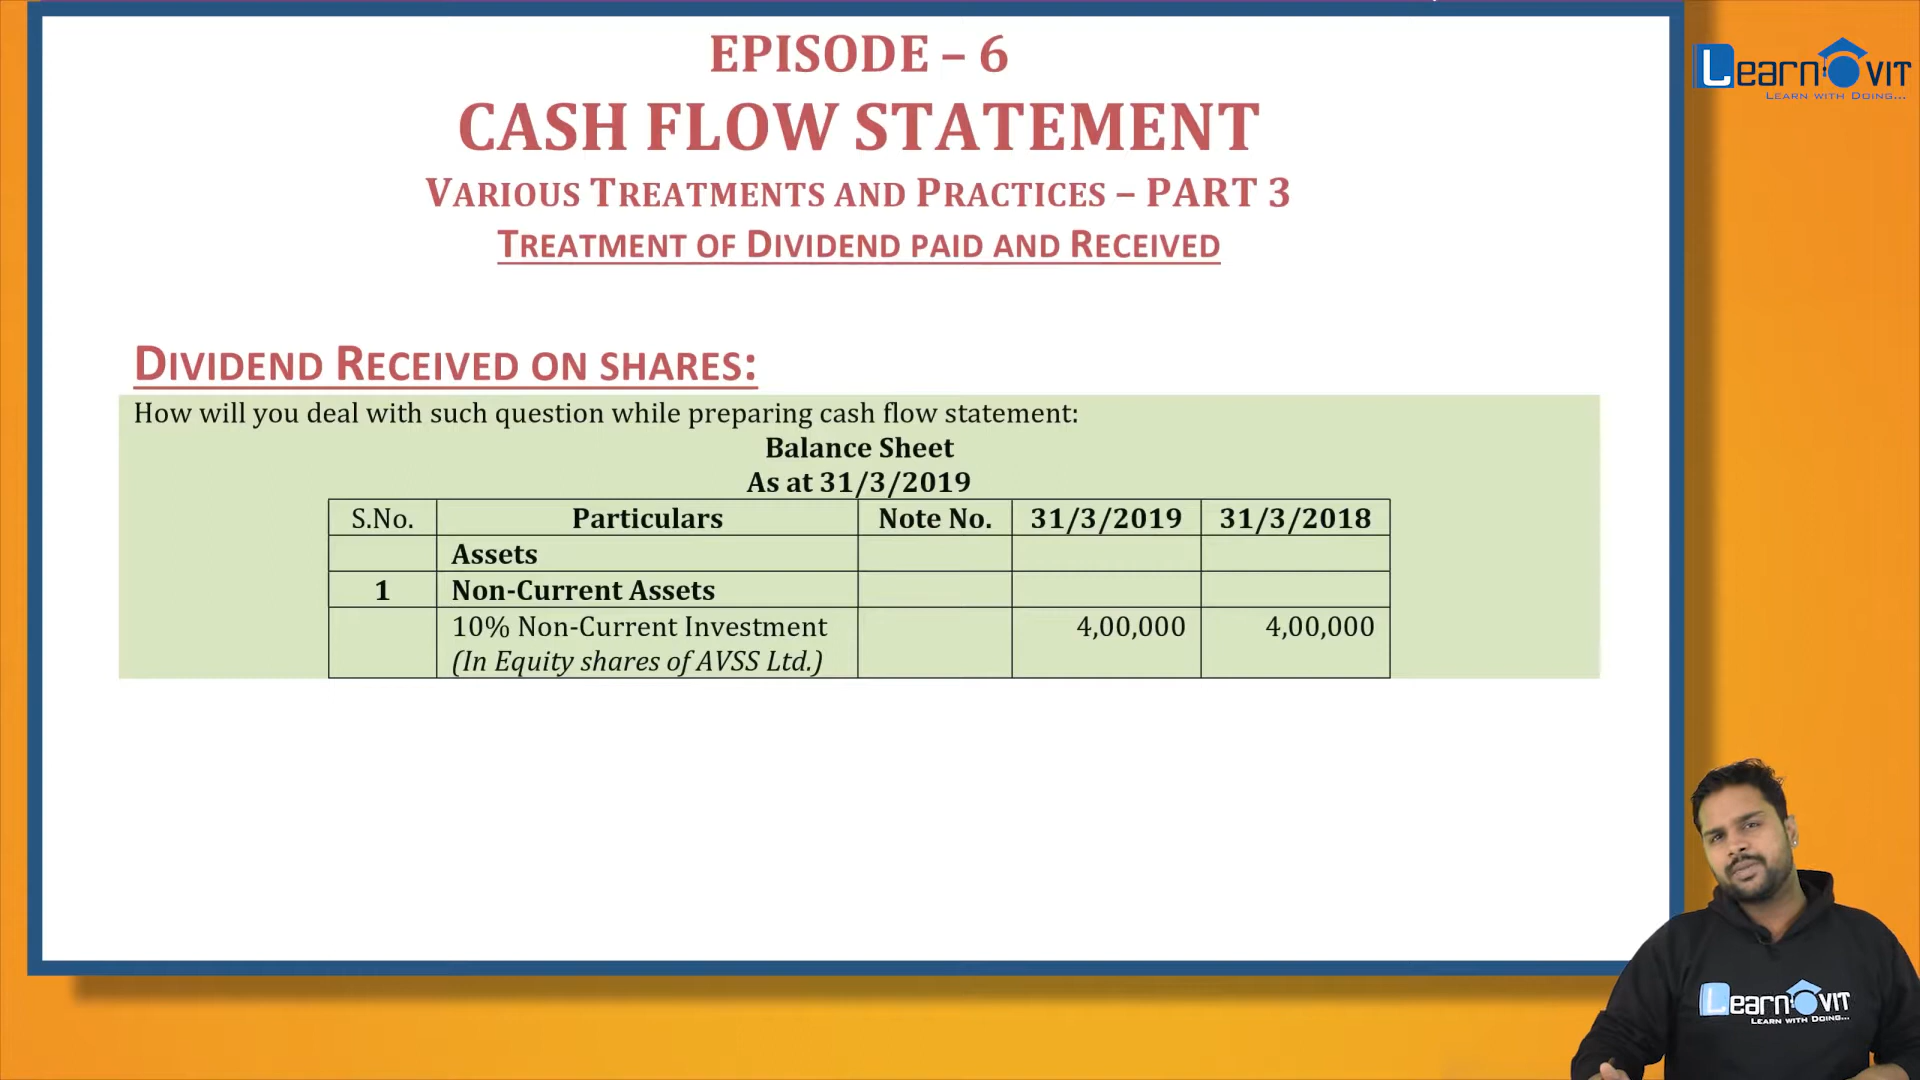 EPISODE – 6
CASH FLOW STATEMENT
VARIOUS TREATMENTS AND PRACTICES – PART 3
TREATMENT OF DIVIDEND PAID AND RECEIVED
LearnOVIT
LEARN WITH DOING...
DIVIDEND RECEIVED ON SHARES:
How will you deal with such question while preparing cash flow statement:
Balance Sheet
As at 31/3/2019
S.No. Particulars Note No. 31/3/2019 31/3/2018
Assets
1 Non-Current Assets
10% Non-Current Investment 4,00,000 4,00,000
(In Equity shares of AVSS Ltd.)
LearnOVIT
LEARN WITH DOING...